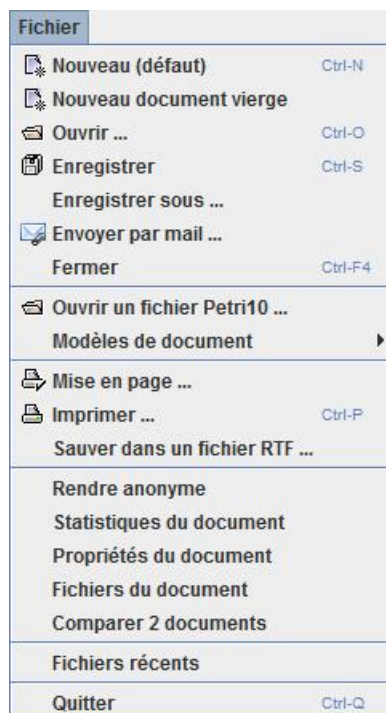 Fichier
Nouveau (défaut) Ctrl-N
Nouveau document vierge
Ouvrir ... Ctrl-O
Enregistrer Ctrl-S
Enregistrer sous ...
Envoyer par mail ...
Fermer Ctrl-F4
Ouvrir un fichier Petri10 ...
Modèles de document
Mise en page ...
Imprimer ... Ctrl-P
Sauver dans un fichier RTF ...
Rendre anonyme
Statistiques du document
Propriétés du document
Fichiers du document
Comparer 2 documents
Fichiers récents
Quitter Ctrl-Q